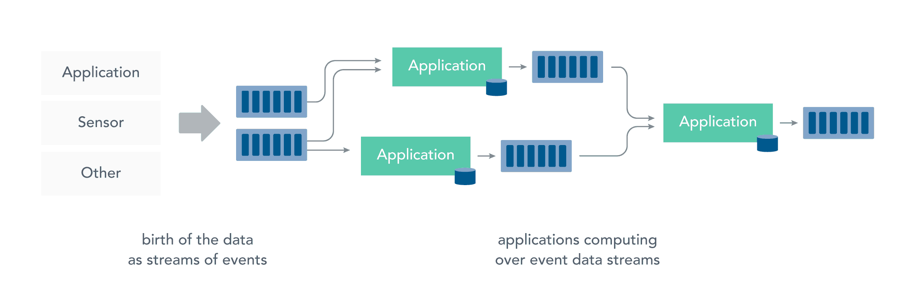 Application
Sensor
Other
Application
Application
Application
birth of the data
as streams of events
applications computing
over event data streams